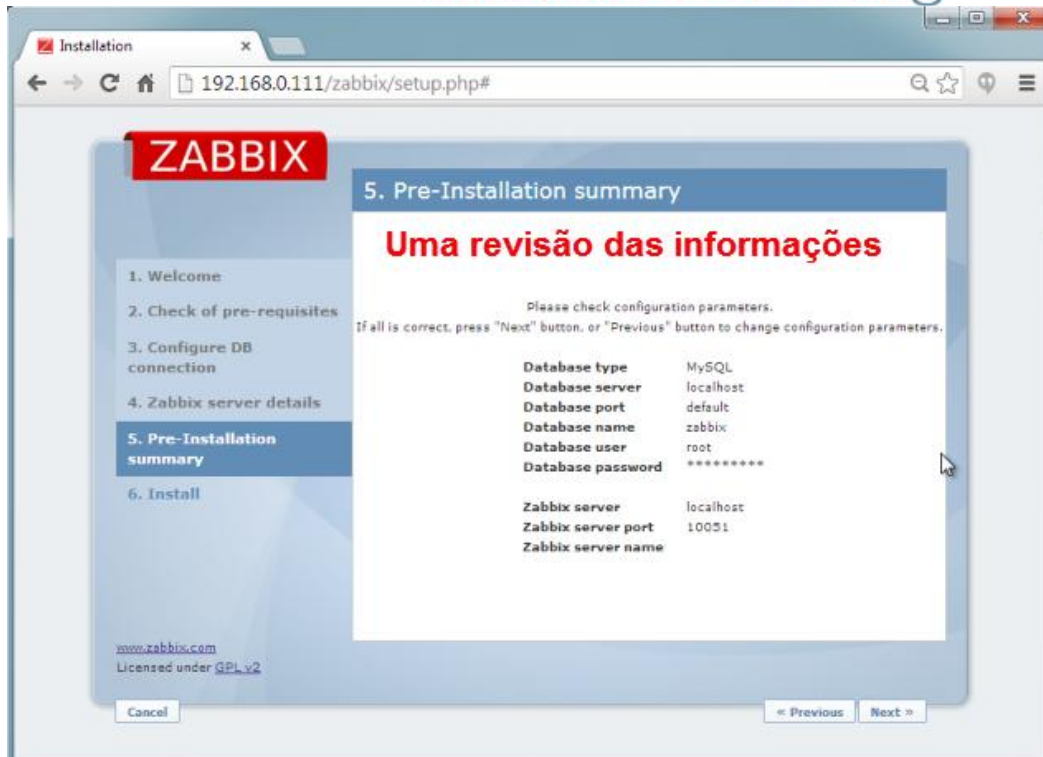 Installation
192.168.0.111/zabbix/setup.php#
ZABBIX
5. Pre-Installation summary
Uma revisão das informações
1. Welcome
2. Check of pre-requisites
3. Configure DB
connection
4. Zabbix server details
5. Pre-Installation
summary
6. Install
Please check configuration parameters.
If all is correct, press "Next" button, or "Previous" button to change configuration parameters.
Database type MySQL
Database server localhost
Database port default
Database name zabbix
Database user root
Database password *********
Zabbix server localhost
Zabbix server port 10051
Zabbix server name
www.zabbix.com
Licensed under GPL v2
Cancel
« Previous
Next »